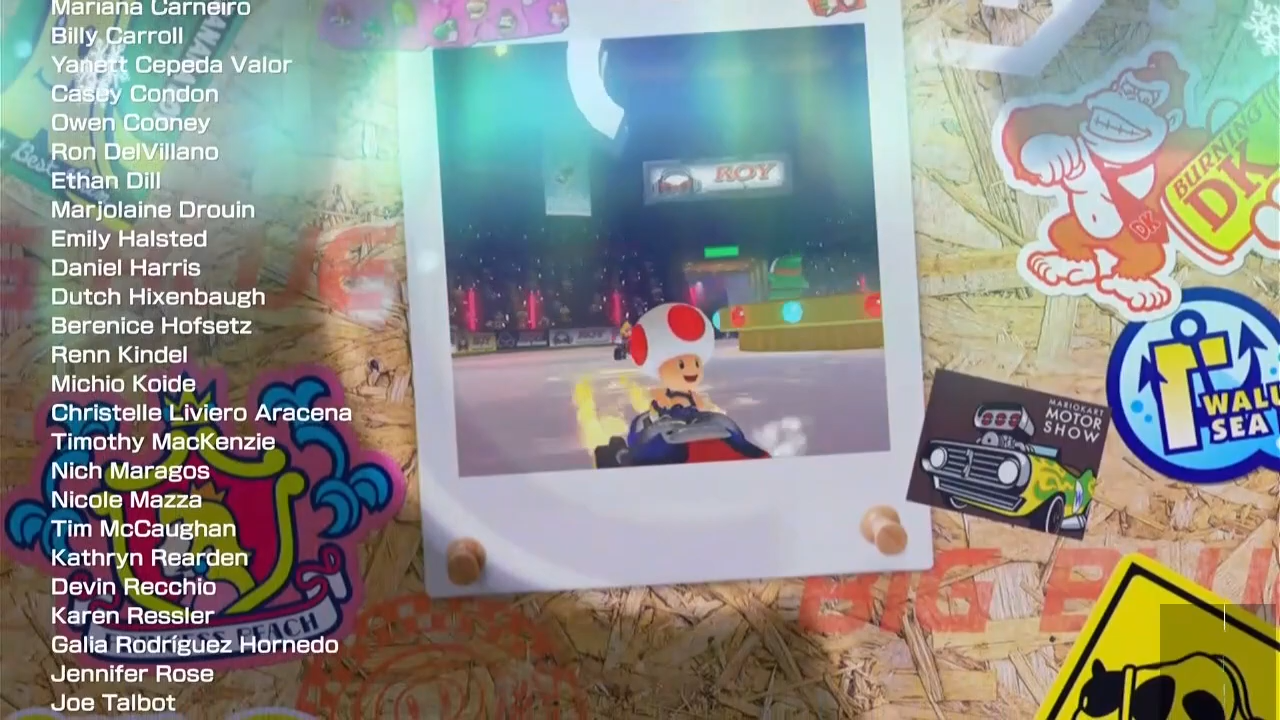 Mariana Carneiro
Billy Carroll
Yanett Cepeda Valor
Casey Condon
Owen Cooney
Ron DelVillano
Ethan Dill
Marjolaine Drouin
Emily Halsted
Daniel Harris
Dutch Hixenbaugh
Berenice Hofsetz
Renn Kindel
Michio Koide
Christelle Liviero Aracena
Timothy MacKenzie
Nich Maragos
Nicole Mazza
Tim McCaughan
Kathryn Rearden
Devin Recchio
Karen Ressler
Galia Rodríguez Hornedo
Jennifer Rose
Joe Talbot
ROY
BURNING
DK
DK
WALU
SEA
MARIOKART
MOTOR
SHOW
BIG BLU
BEACH